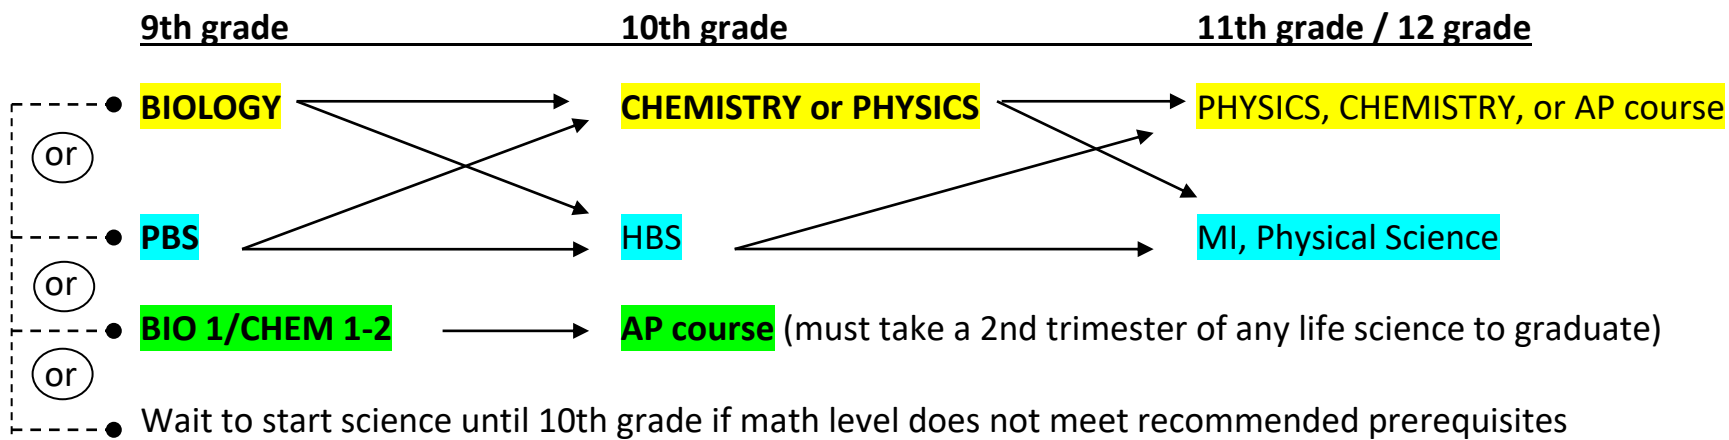 9th grade 10th grade 11th grade / 12 grade
BIOLOGY CHEMISTRY or PHYSICS PHYSICS, CHEMISTRY, or AP course
or
PBS HBS MI, Physical Science
or
BIO 1/CHEM 1-2 AP course (must take a 2nd trimester of any life science to graduate)
or
Wait to start science until 10th grade if math level does not meet recommended prerequisites